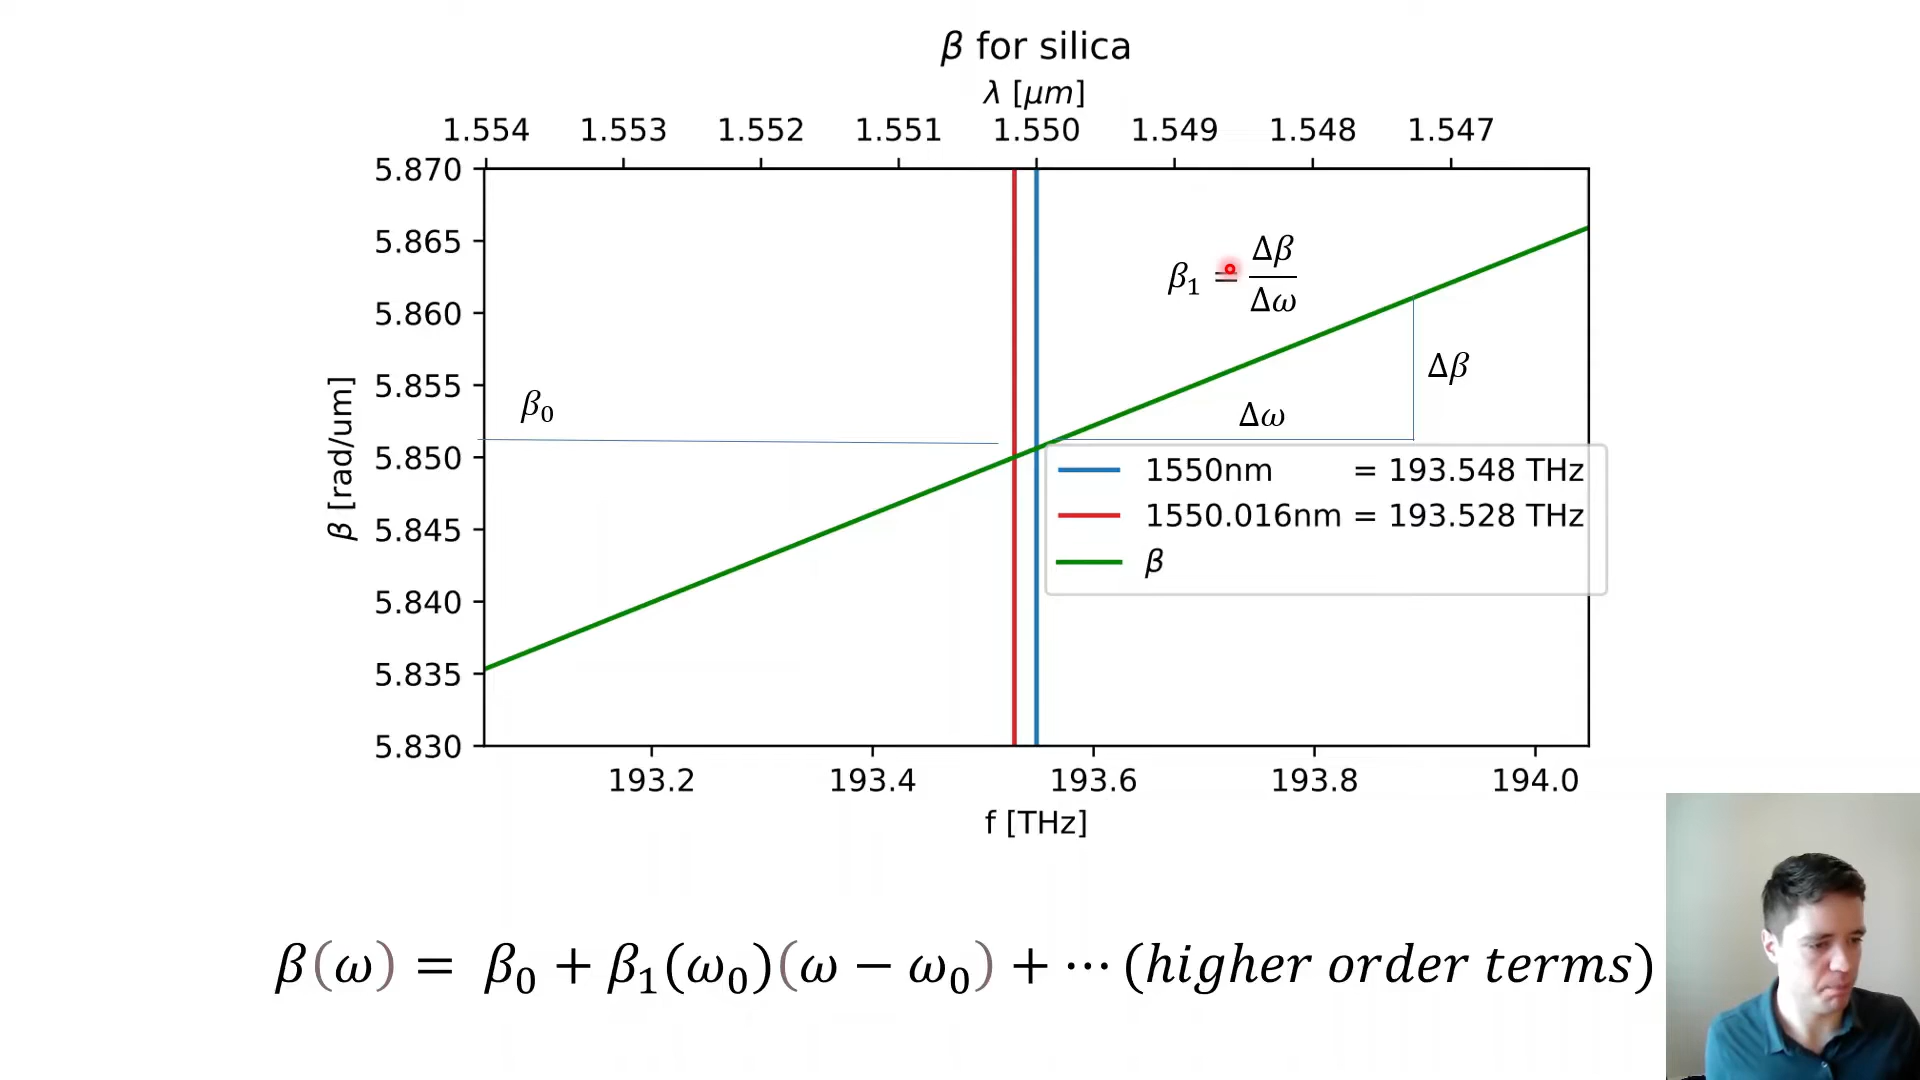 β for silica
λ [μm]
1.554 1.553 1.552 1.551 1.550 1.549 1.548 1.547
5.870
5.865
5.860
5.855
5.850
5.845
5.840
5.835
5.830
β [rad/um]
β₁ = Δβ/Δω
Δβ
β₀
Δω
1550nm = 193.548 THz
1550.016nm = 193.528 THz
β
193.2 193.4 193.6 193.8 194.0
f [THz]
β(ω) = β₀ + β₁(ω₀)(ω − ω₀) + ⋯ (higher order terms)